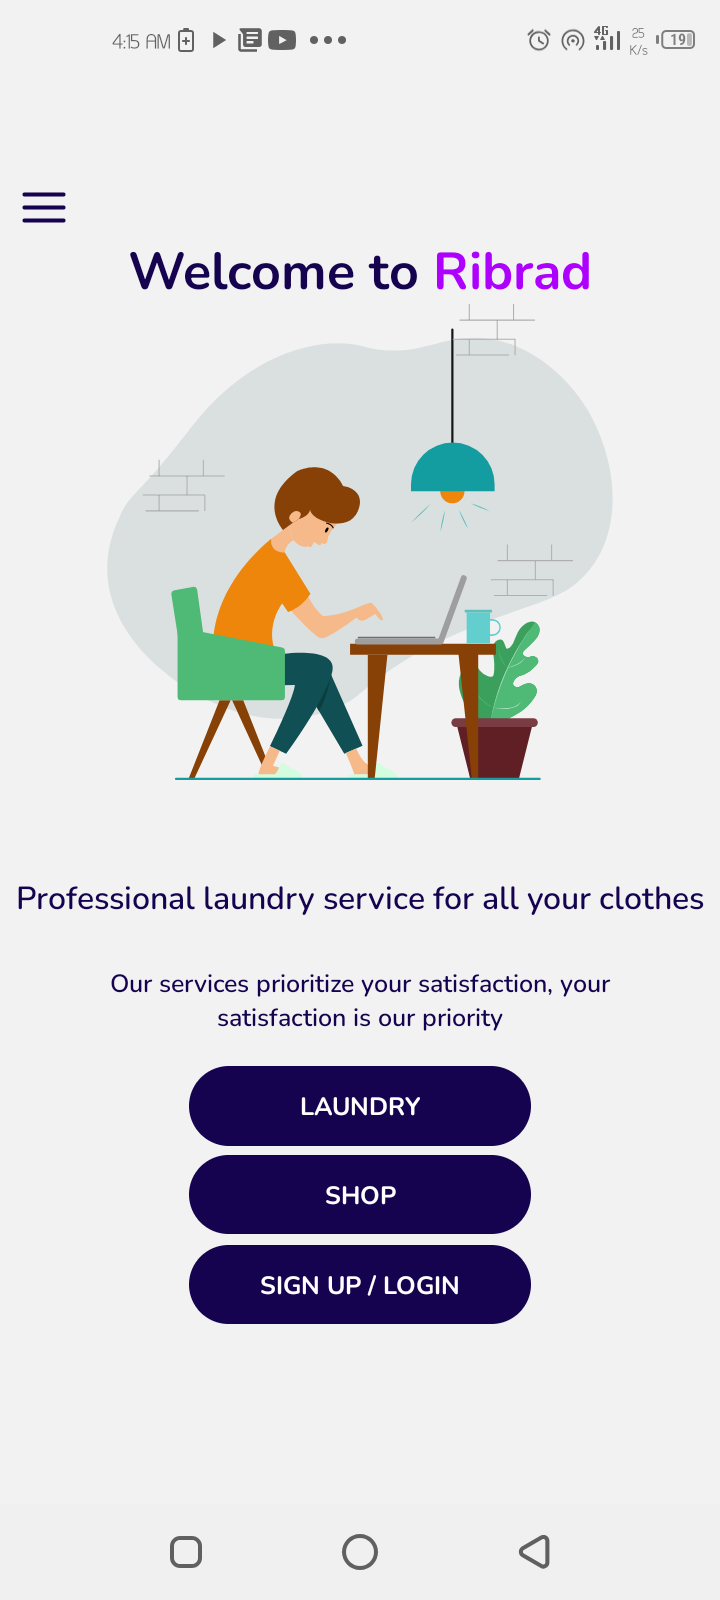 4:15 AM 4G 25 K/s 19
Welcome to Ribrad
Professional laundry service for all your clothes
Our services prioritize your satisfaction, your
satisfaction is our priority
LAUNDRY
SHOP
SIGN UP / LOGIN